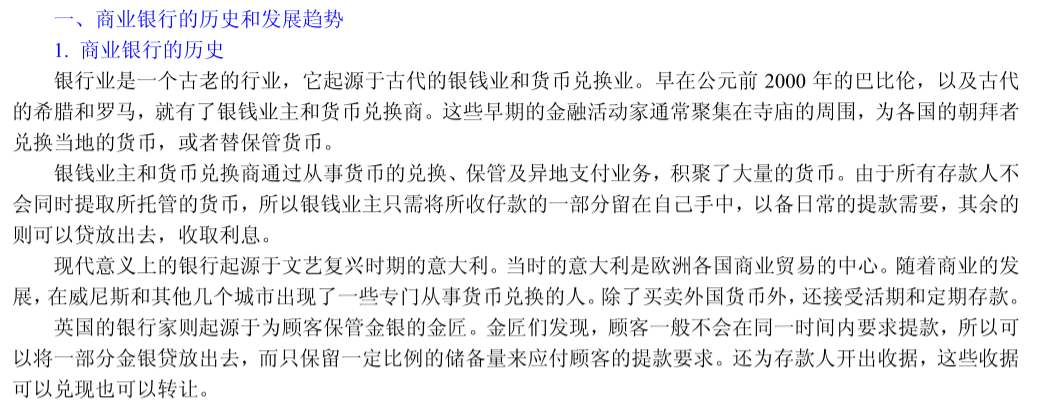 一、商业银行的历史和发展趋势
1. 商业银行的历史
银行业是一个古老的行业，它起源于古代的银钱业和货币兑换业。早在公元前 2000 年的巴比伦，以及古代
的希腊和罗马，就有了银钱业主和货币兑换商。这些早期的金融活动家通常聚集在寺庙的周围，为各国的朝拜者
兑换当地的货币，或者替保管货币。
银钱业主和货币兑换商通过从事货币的兑换、保管及异地支付业务，积聚了大量的货币。由于所有存款人不
会同时提取所托管的货币，所以银钱业主只需将所收仔款的一部分留在自己手中，以备日常的提款需要，其余的
则可以贷放出去，收取利息。
现代意义上的银行起源于文艺复兴时期的意大利。当时的意大利是欧洲各国商业贸易的中心。随着商业的发
展，在威尼斯和其他几个城市出现了一些专门从事货币兑换的人。除了买卖外国货币外，还接受活期和定期存款。
英国的银行家则起源于为顾客保管金银的金匠。金匠们发现，顾客一般不会在同一时间内要求提款，所以可
以将一部分金银贷放出去，而只保留一定比例的储备量来应付顾客的提款要求。还为存款人开出收据，这些收据
可以兑现也可以转让。